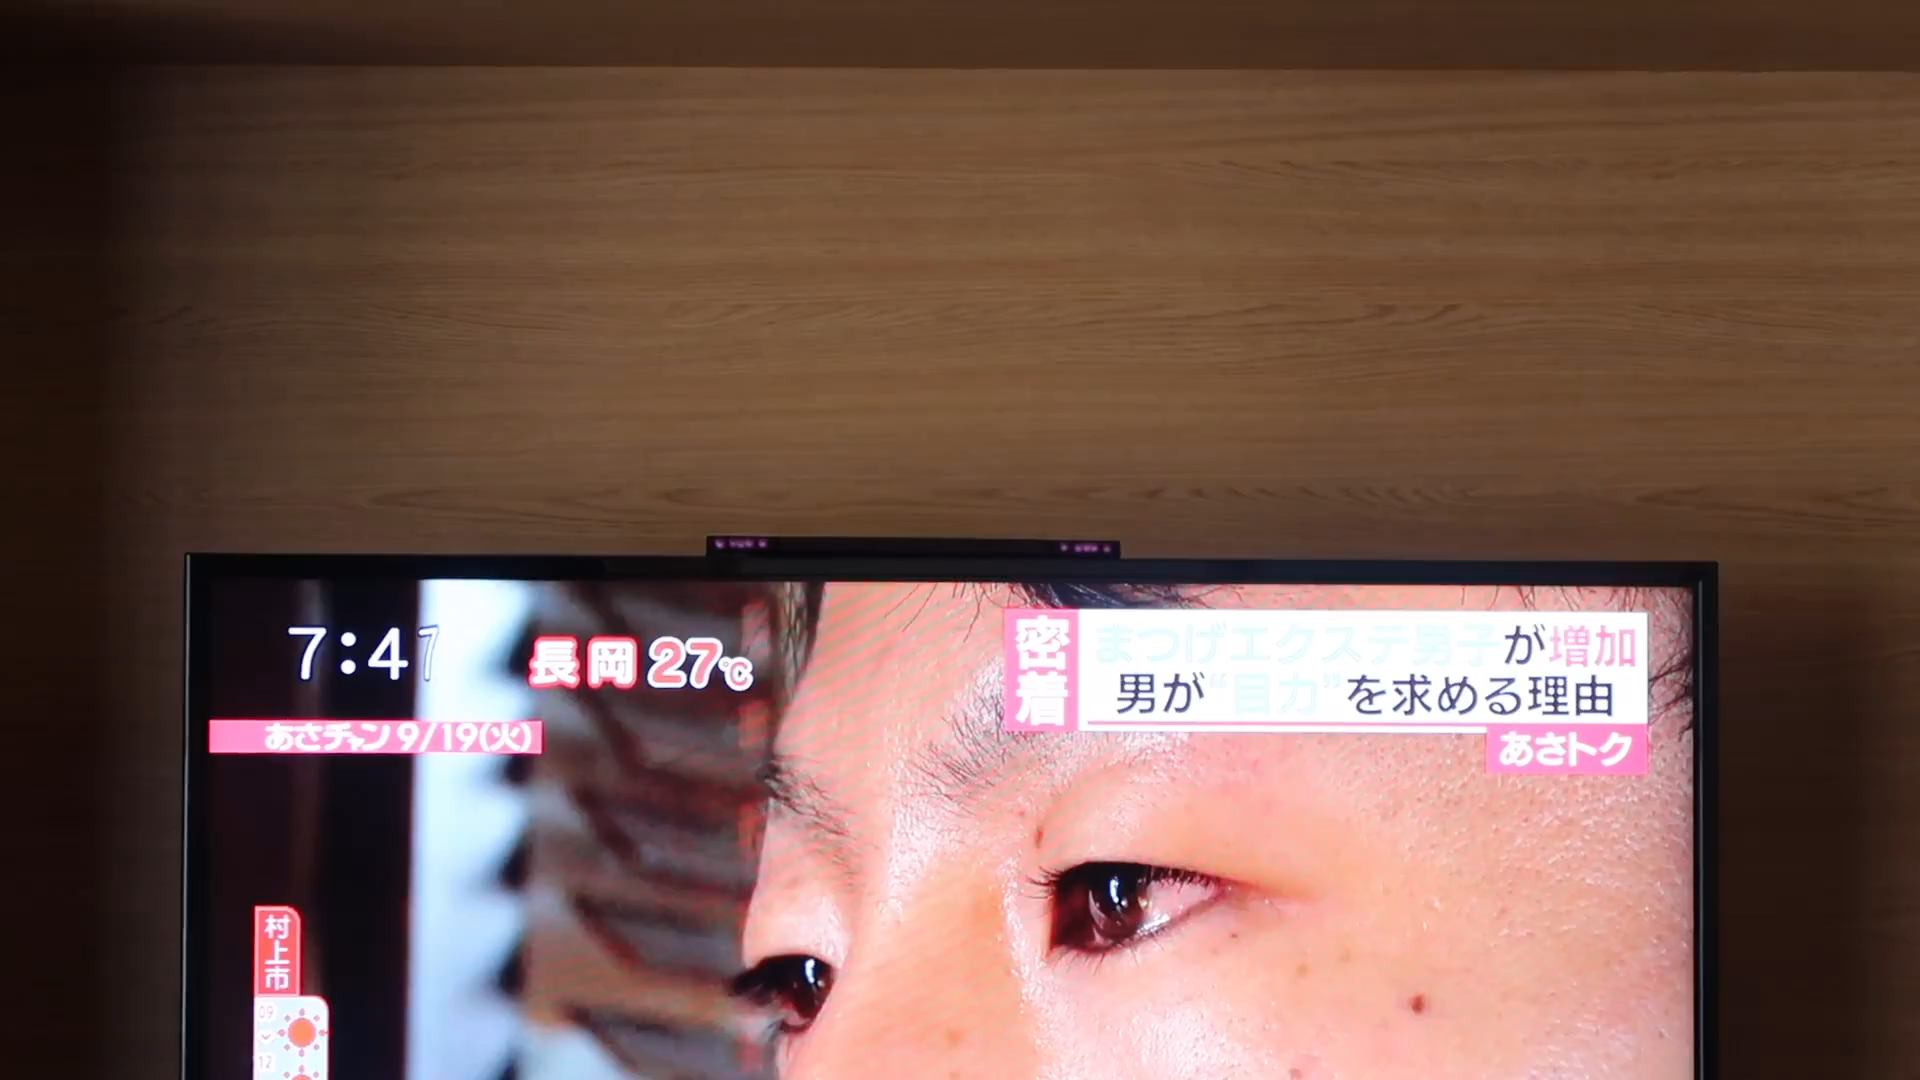 7:47
長岡 27℃
あさチャン 9/19(火)
密着
まつげエクステ男子が増加
男が“目力”を求める理由
あさトク
村上市
09
12